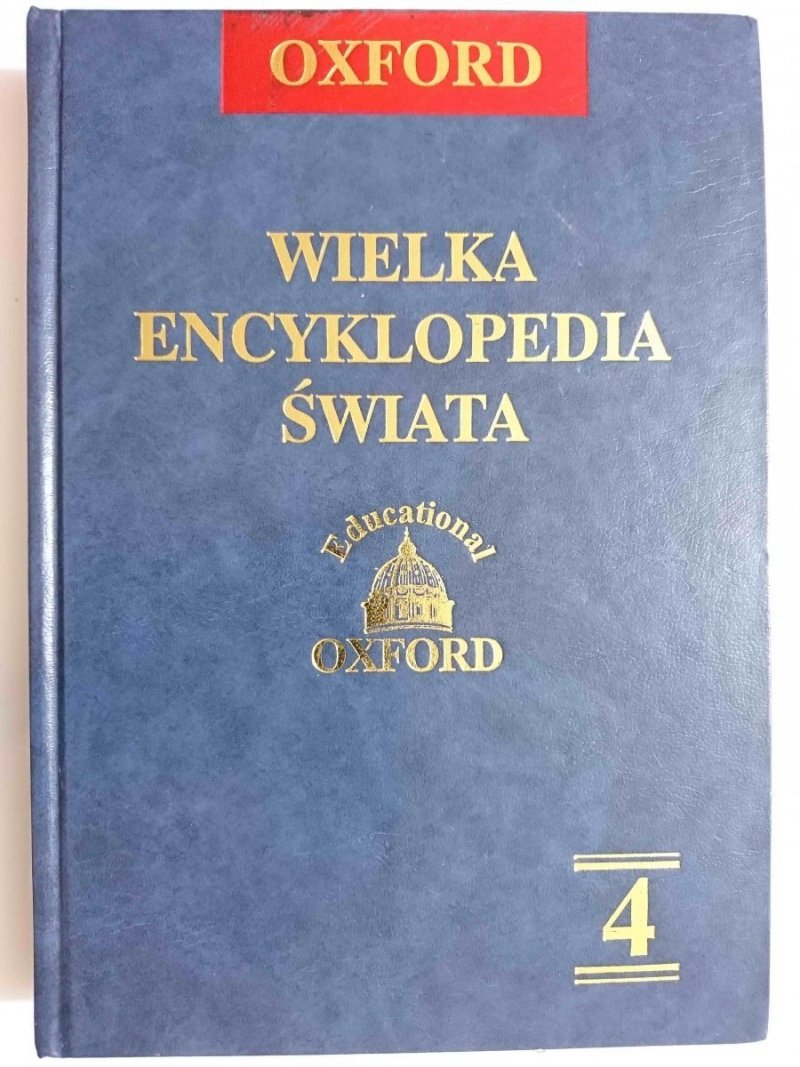 OXFORD
WIELKA
ENCYKLOPEDIA
ŚWIATA
Educational
OXFORD
4